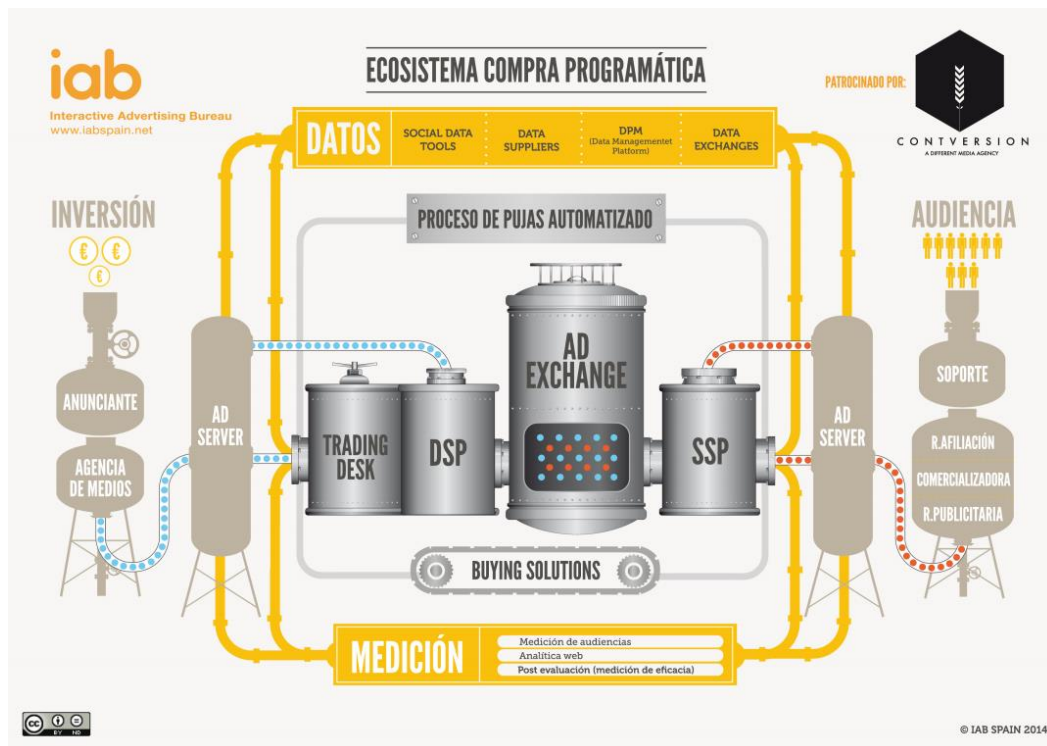 iab
Interactive Advertising Bureau
www.iabspain.net
ECOSISTEMA COMPRA PROGRAMÁTICA
PATROCINADO POR:
CONTVERSION
A DIFFERENT MEDIA AGENCY
DATOS
SOCIAL DATA
TOOLS
DATA
SUPPLIERS
DPM
(Data Managementet
Platform)
DATA
EXCHANGES
INVERSIÓN
€ €
€
PROCESO DE PUJAS AUTOMATIZADO
AUDIENCIA
ANUNCIANTE
AGENCIA
DE MEDIOS
AD
SERVER
TRADING
DESK
DSP
AD
EXCHANGE
SSP
AD
SERVER
SOPORTE
R.AFILIACIÓN
COMERCIALIZADORA
R.PUBLICITARIA
BUYING SOLUTIONS
MEDICIÓN
Medición de audiencias
Analítica web
Post evaluación (medición de eficacia)
cc
BY ND
© IAB SPAIN 2014